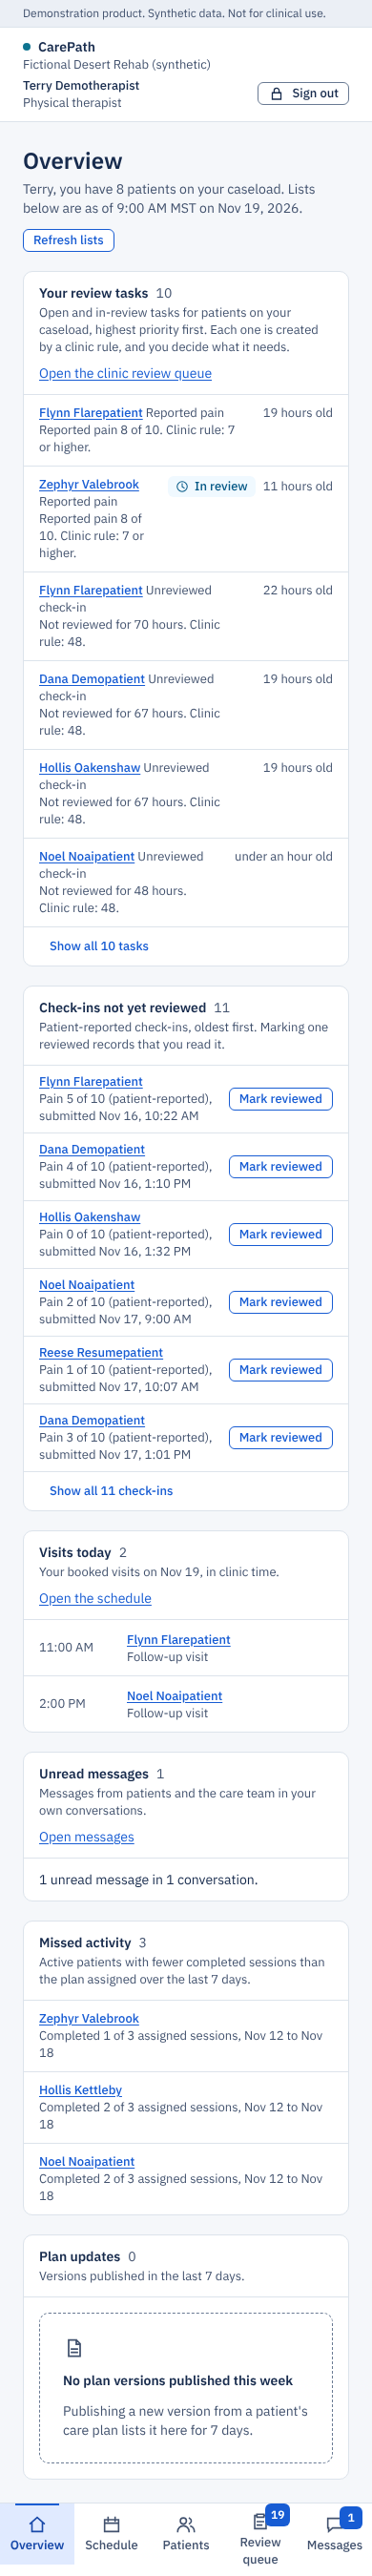 Demonstration product. Synthetic data. Not for clinical use.
CarePath
Fictional Desert Rehab (synthetic)
Terry Demotherapist
Physical therapist
Sign out
Overview
Terry, you have 8 patients on your caseload. Lists
below are as of 9:00 AM MST on Nov 19, 2026.
Refresh lists
Your review tasks 10
Open and in-review tasks for patients on your
caseload, highest priority first. Each one is created
by a clinic rule, and you decide what it needs.
Open the clinic review queue
Flynn Flarepatient Reported pain 19 hours old
Reported pain 8 of 10. Clinic rule: 7
or higher.
Zephyr Valebrook In review 11 hours old
Reported pain
Reported pain 8 of
10. Clinic rule: 7 or
higher.
Flynn Flarepatient Unreviewed 22 hours old
check-in
Not reviewed for 70 hours. Clinic
rule: 48.
Dana Demopatient Unreviewed 19 hours old
check-in
Not reviewed for 67 hours. Clinic
rule: 48.
Hollis Oakenshaw Unreviewed 19 hours old
check-in
Not reviewed for 67 hours. Clinic
rule: 48.
Noel Noaipatient Unreviewed under an hour old
check-in
Not reviewed for 48 hours.
Clinic rule: 48.
Show all 10 tasks
Check-ins not yet reviewed 11
Patient-reported check-ins, oldest first. Marking one
reviewed records that you read it.
Flynn Flarepatient
Pain 5 of 10 (patient-reported),
submitted Nov 16, 10:22 AM
Mark reviewed
Dana Demopatient
Pain 4 of 10 (patient-reported),
submitted Nov 16, 1:10 PM
Mark reviewed
Hollis Oakenshaw
Pain 0 of 10 (patient-reported),
submitted Nov 16, 1:32 PM
Mark reviewed
Noel Noaipatient
Pain 2 of 10 (patient-reported),
submitted Nov 17, 9:00 AM
Mark reviewed
Reese Resumepatient
Pain 1 of 10 (patient-reported),
submitted Nov 17, 10:07 AM
Mark reviewed
Dana Demopatient
Pain 3 of 10 (patient-reported),
submitted Nov 17, 1:01 PM
Mark reviewed
Show all 11 check-ins
Visits today 2
Your booked visits on Nov 19, in clinic time.
Open the schedule
11:00 AM Flynn Flarepatient
Follow-up visit
2:00 PM Noel Noaipatient
Follow-up visit
Unread messages 1
Messages from patients and the care team in your
own conversations.
Open messages
1 unread message in 1 conversation.
Missed activity 3
Active patients with fewer completed sessions than
the plan assigned over the last 7 days.
Zephyr Valebrook
Completed 1 of 3 assigned sessions, Nov 12 to Nov
18
Hollis Kettleby
Completed 2 of 3 assigned sessions, Nov 12 to Nov
18
Noel Noaipatient
Completed 2 of 3 assigned sessions, Nov 12 to Nov
18
Plan updates 0
Versions published in the last 7 days.
No plan versions published this week
Publishing a new version from a patient's
care plan lists it here for 7 days.
Overview
Schedule
Patients
19
Review
queue
1
Messages